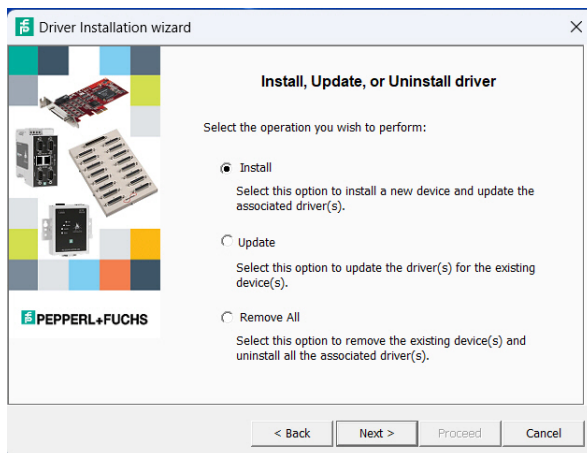 Driver Installation wizard
Install, Update, or Uninstall driver
Select the operation you wish to perform:
Install
Select this option to install a new device and update the
associated driver(s).
Update
Select this option to update the driver(s) for the existing
device(s).
PEPPERL+FUCHS
Remove All
Select this option to remove the existing device(s) and
uninstall all the associated driver(s).
< Back Next > Proceed Cancel